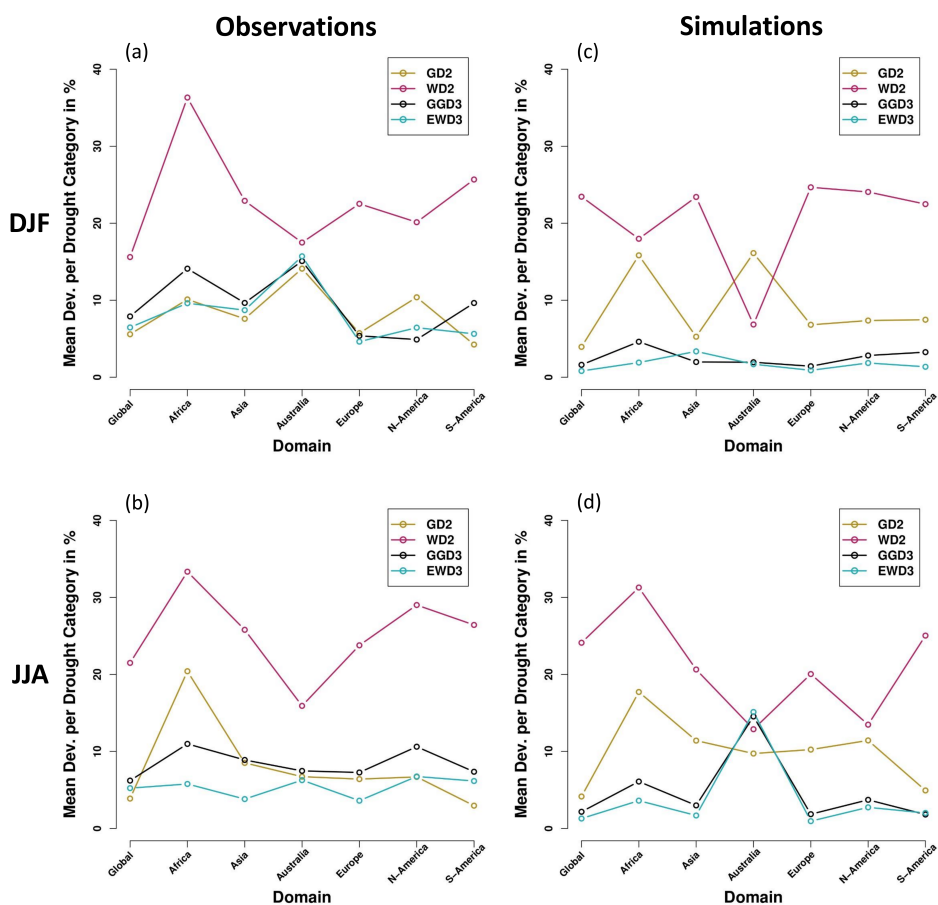 Observations
Simulations
DJF
JJA
(a)
Mean Dev. per Drought Category in %
0
10
20
30
40
GD2
WD2
GGD3
EWD3
Global
Africa
Asia
Australia
Europe
N-America
S-America
Domain
(c)
Mean Dev. per Drought Category in %
0
10
20
30
40
GD2
WD2
GGD3
EWD3
Global
Africa
Asia
Australia
Europe
N-America
S-America
Domain
(b)
Mean Dev. per Drought Category in %
0
10
20
30
40
GD2
WD2
GGD3
EWD3
Global
Africa
Asia
Australia
Europe
N-America
S-America
Domain
(d)
Mean Dev. per Drought Category in %
0
10
20
30
40
GD2
WD2
GGD3
EWD3
Global
Africa
Asia
Australia
Europe
N-America
S-America
Domain